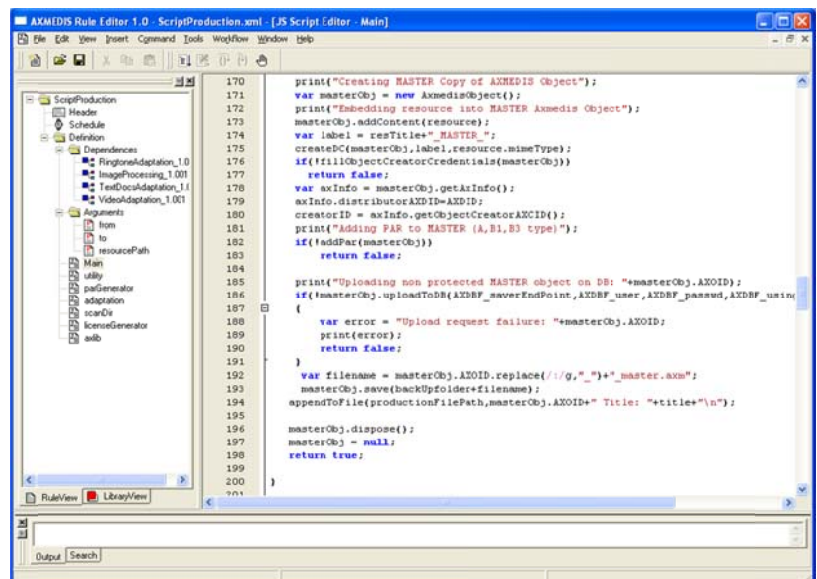 AXMEDIS Rule Editor 1.0 - ScriptProduction.xml - [JS Script Editor - Main]
File Edit View Insert Command Tools Workflow Window Help
ScriptProduction
Header
Schedule
Definition
Dependences
RingtoneAdaptation_1.0
ImageProcessing_1.001
TextDocsAdaptation_1.(
VideoAdaptation_1.001
Arguments
from
to
resourcePath
Main
utility
parGenerator
adaptation
scanDir
licenseGenerator
axlib
RuleView LibraryView
170 print("Creating MASTER Copy of AXMEDIS Object");
171 var masterObj = new AxmedisObject();
172 print("Embedding resource into MASTER Axmedis Object");
173 masterObj.addContent(resource);
174 var label = resTitle+"_MASTER_";
175 createDC(masterObj,label,resource.mimeType);
176 if(!fillObjectCreatorCredentials(masterObj))
177 return false;
178 var axInfo = masterObj.getAxInfo();
179 axInfo.distributorAXDID=AXDID;
180 creatorID = axInfo.getObjectCreatorAXCID();
181 print("Adding PAR to MASTER (A,B1,B3 type)");
182 if(!addPar(masterObj))
183 return false;
184
185 print("Uploading non protected MASTER object on DB: "+masterObj.AXOID);
186 if(!masterObj.uploadToDB(AXDBF_saverEndPoint,AXDBF_user,AXDBF_passwd,AXDBF_using
187 {
188 var error = "Upload request failure: "+masterObj.AXOID;
189 print(error);
190 return false;
191 }
192 var filename = masterObj.AXOID.replace(/:/g,"_")+"_master.axm";
193 masterObj.save(backUpfolder+filename);
194 appendToFile(productionFilePath,masterObj.AXOID+" Title: "+title+"\n");
195
196 masterObj.dispose();
197 masterObj = null;
198 return true;
199
200 }
201
Output Search